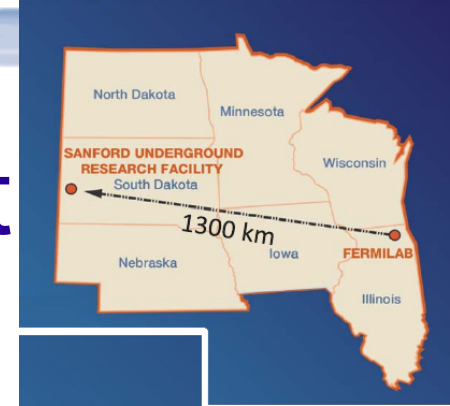 North Dakota
Minnesota
SANFORD UNDERGROUND
RESEARCH FACILITY
Wisconsin
South Dakota
t
1300 km
Nebraska
Iowa
FERMILAB
Illinois